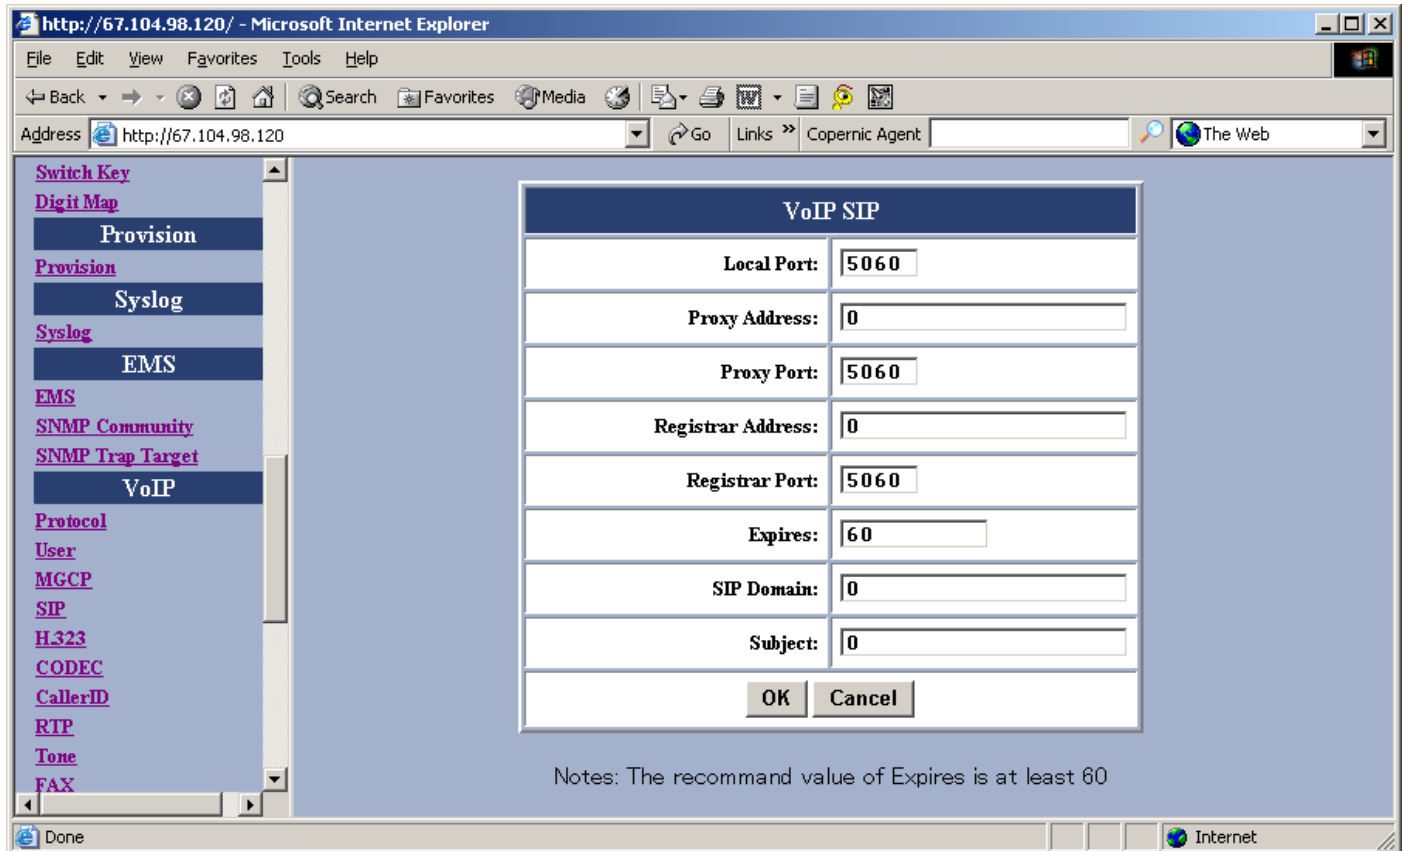 http://67.104.98.120/ - Microsoft Internet Explorer
File Edit View Favorites Tools Help
Back Search Favorites Media
Address http://67.104.98.120 Go Links » Copernic Agent The Web
Switch Key
Digit Map
Provision
Provision
Syslog
Syslog
EMS
EMS
SNMP Community
SNMP Trap Target
VoIP
Protocol
User
MGCP
SIP
H.323
CODEC
CallerID
RTP
Tone
FAX
VoIP SIP
Local Port: 5060
Proxy Address: 0
Proxy Port: 5060
Registrar Address: 0
Registrar Port: 5060
Expires: 60
SIP Domain: 0
Subject: 0
OK Cancel
Notes: The recommand value of Expires is at least 60
Done Internet